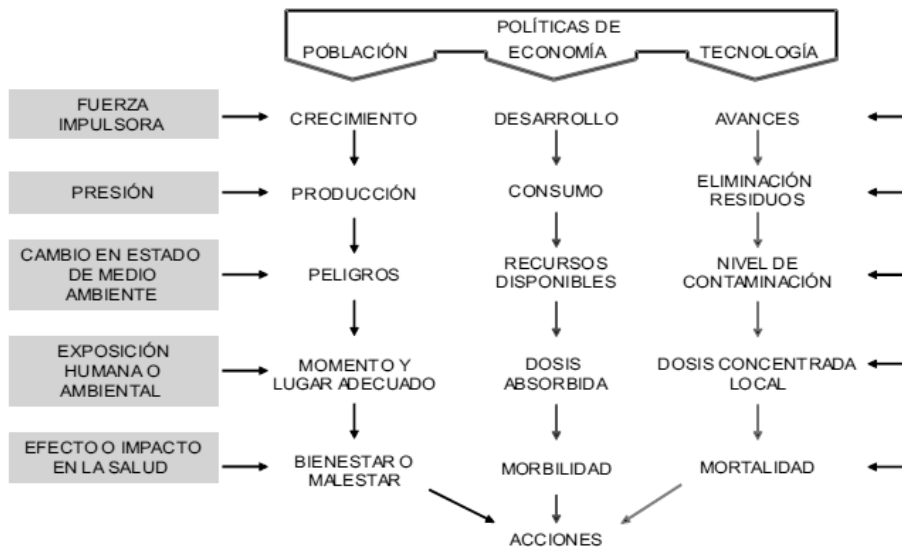 POLÍTICAS DE
POBLACIÓN
ECONOMÍA
TECNOLOGÍA
FUERZA
IMPULSORA
CRECIMIENTO
DESARROLLO
AVANCES
PRESIÓN
PRODUCCIÓN
CONSUMO
ELIMINACIÓN
RESIDUOS
CAMBIO EN ESTADO
DE MEDIO
AMBIENTE
PELIGROS
RECURSOS
DISPONIBLES
NIVEL DE
CONTAMINACIÓN
EXPOSICIÓN
HUMANA O
AMBIENTAL
MOMENTO Y
LUGAR ADECUADO
DOSIS
ABSORBIDA
DOSIS CONCENTRADA
LOCAL
EFECTO O IMPACTO
EN LA SALUD
BIENESTAR O
MALESTAR
MORBILIDAD
MORTALIDAD
ACCIONES